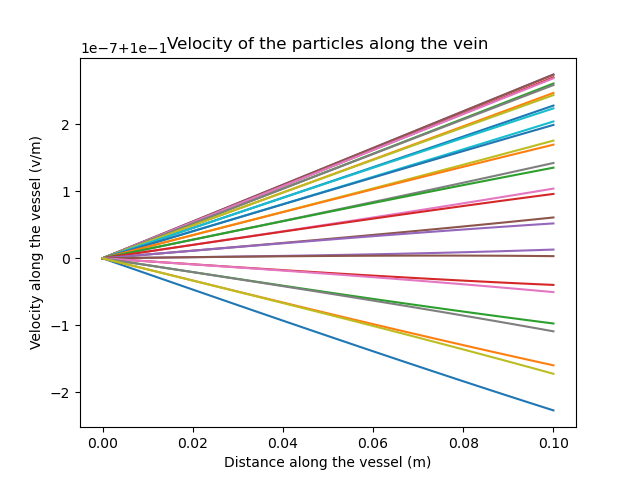 1e-7+1e-1
Velocity of the particles along the vein
Velocity along the vessel (v/m)
2
1
0
−1
−2
0.00 0.02 0.04 0.06 0.08 0.10
Distance along the vessel (m)